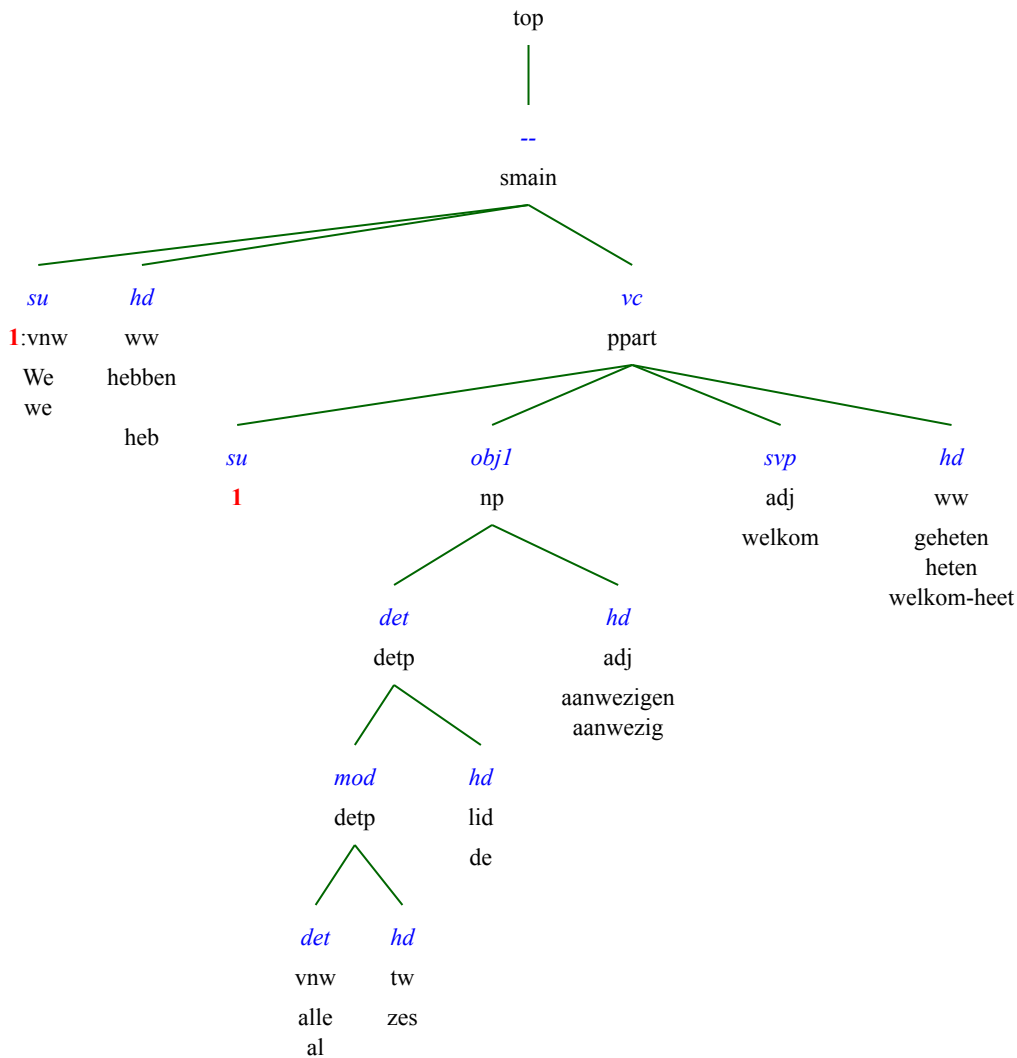 top
--
smain
su hd vc
1:vnw ww ppart
We hebben
we
heb
su obj1 svp hd
1 np adj ww
welkom geheten
heten
welkom-heet
det hd
detp adj
aanwezigen
aanwezig
mod hd
detp lid
de
det hd
vnw tw
alle zes
al